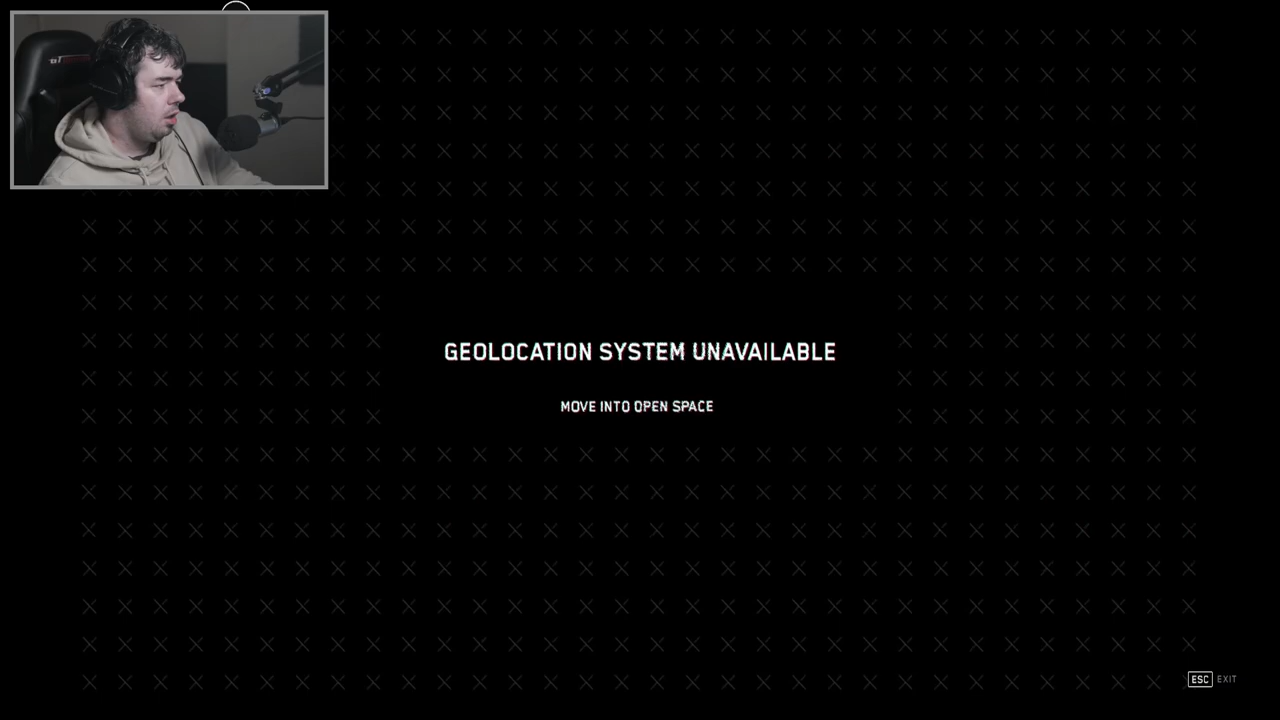 GEOLOCATION SYSTEM UNAVAILABLE
MOVE INTO OPEN SPACE
ESC EXIT